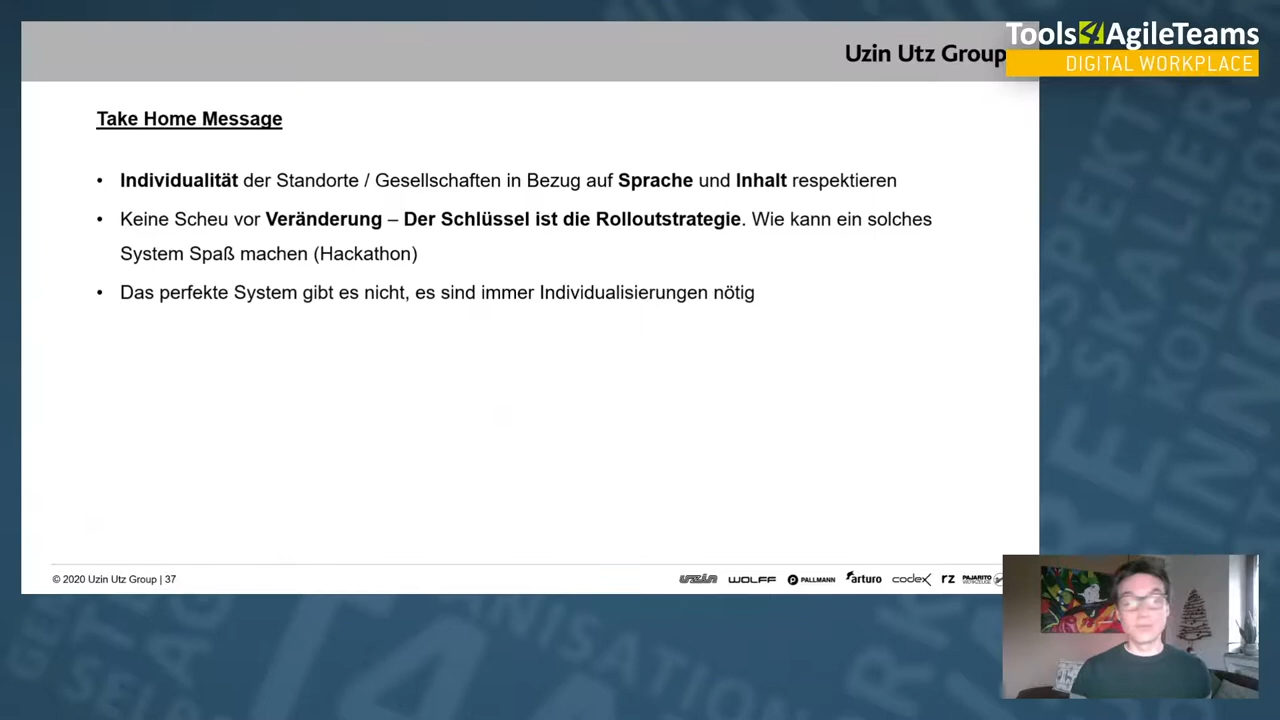 Tools4AgileTeams
DIGITAL WORKPLACE
Uzin Utz Group
Take Home Message
• Individualität der Standorte / Gesellschaften in Bezug auf Sprache und Inhalt respektieren
• Keine Scheu vor Veränderung – Der Schlüssel ist die Rolloutstrategie. Wie kann ein solches
System Spaß machen (Hackathon)
• Das perfekte System gibt es nicht, es sind immer Individualisierungen nötig
© 2020 Uzin Utz Group | 37
uzin WOLFF PALLMANN arturo codex rz PAJARITO